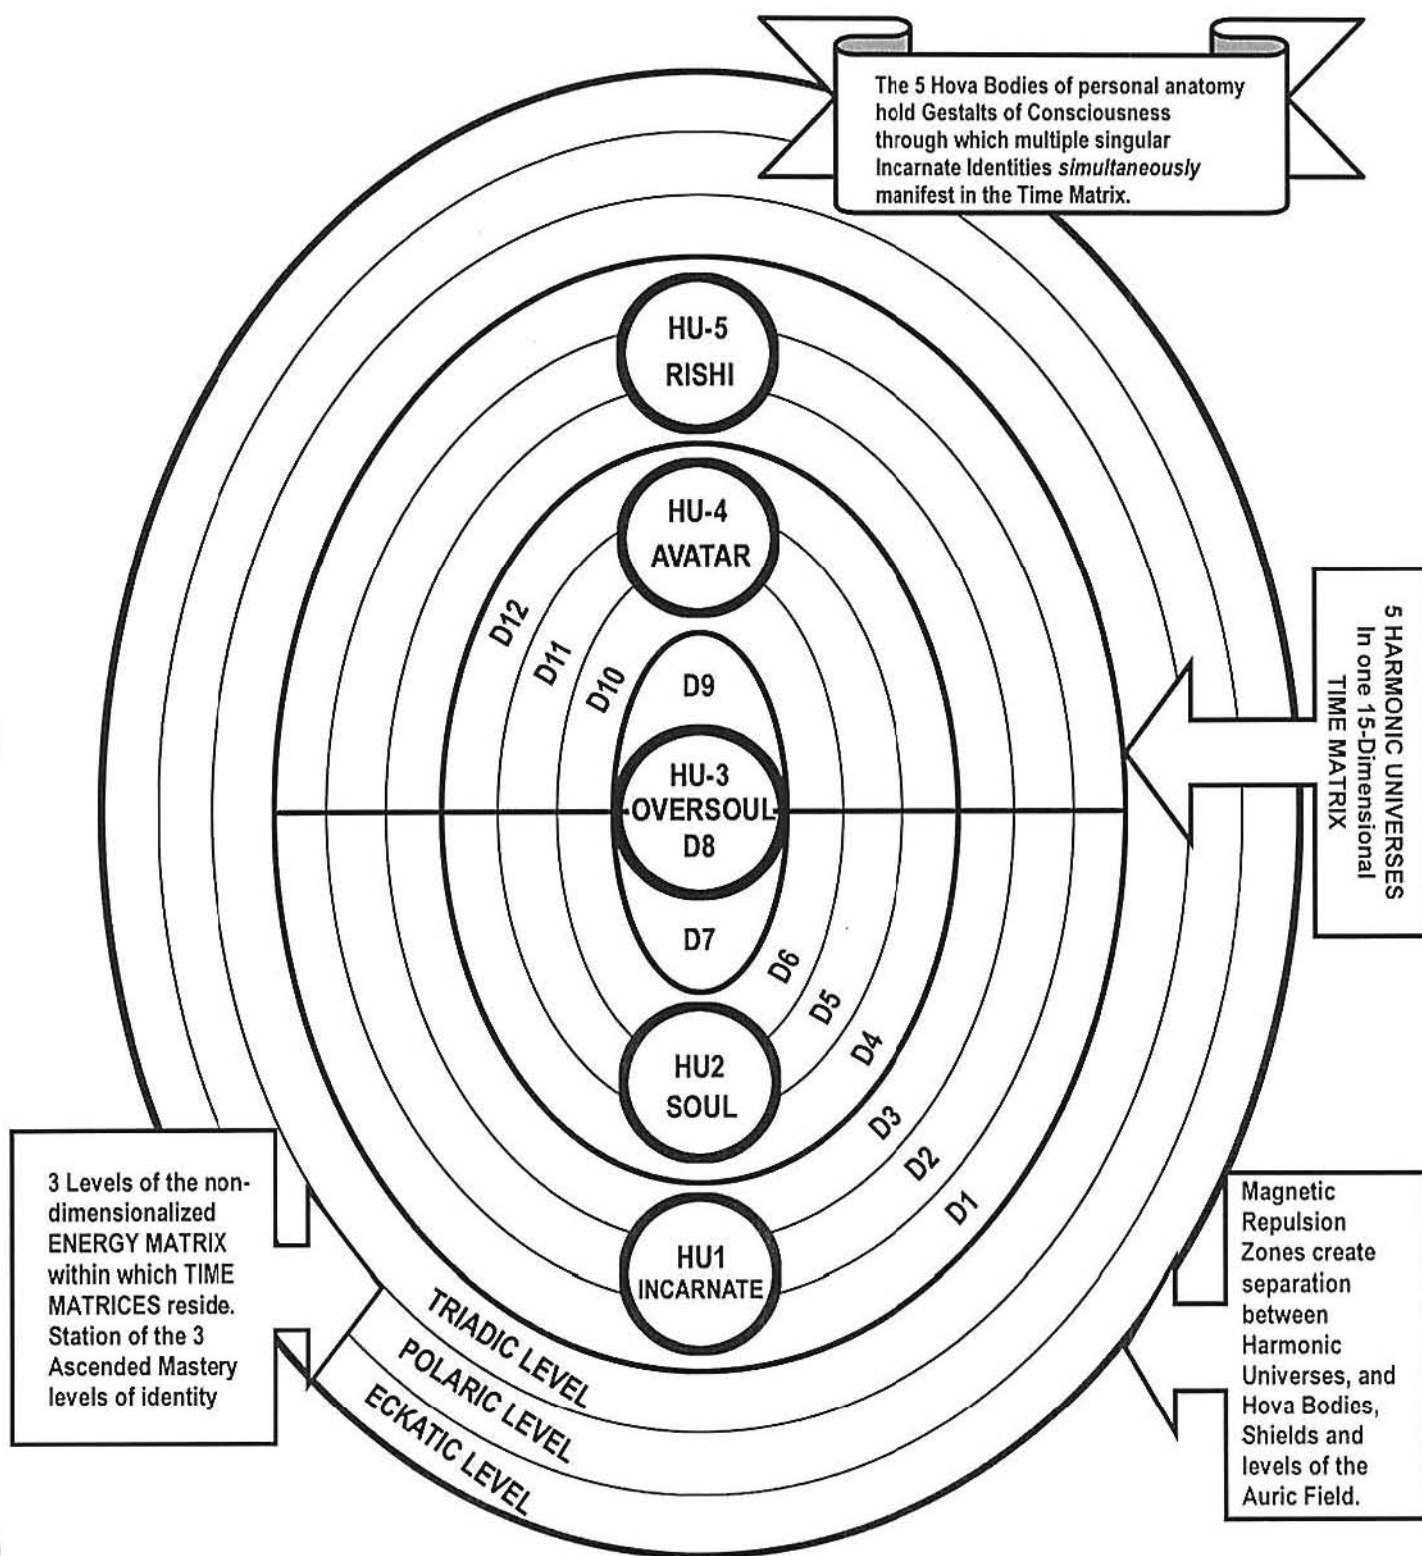 The 5 Hova Bodies of personal anatomy
hold Gestalts of Consciousness
through which multiple singular
Incarnate Identities simultaneously
manifest in the Time Matrix.
HU-5
RISHI
HU-4
AVATAR
D12
D11
D10
D9
HU-3
OVERSOUL
D8
D7
D6
D5
D4
HU2
SOUL
D3
D2
D1
HU1
INCARNATE
TRIADIC LEVEL
POLARIC LEVEL
ECKATIC LEVEL
5 HARMONIC UNIVERSES
In one 15-Dimensional
TIME MATRIX
3 Levels of the non-
dimensionalized
ENERGY MATRIX
within which TIME
MATRICES reside.
Station of the 3
Ascended Mastery
levels of identity
Magnetic
Repulsion
Zones create
separation
between
Harmonic
Universes, and
Hova Bodies,
Shields and
levels of the
Auric Field.